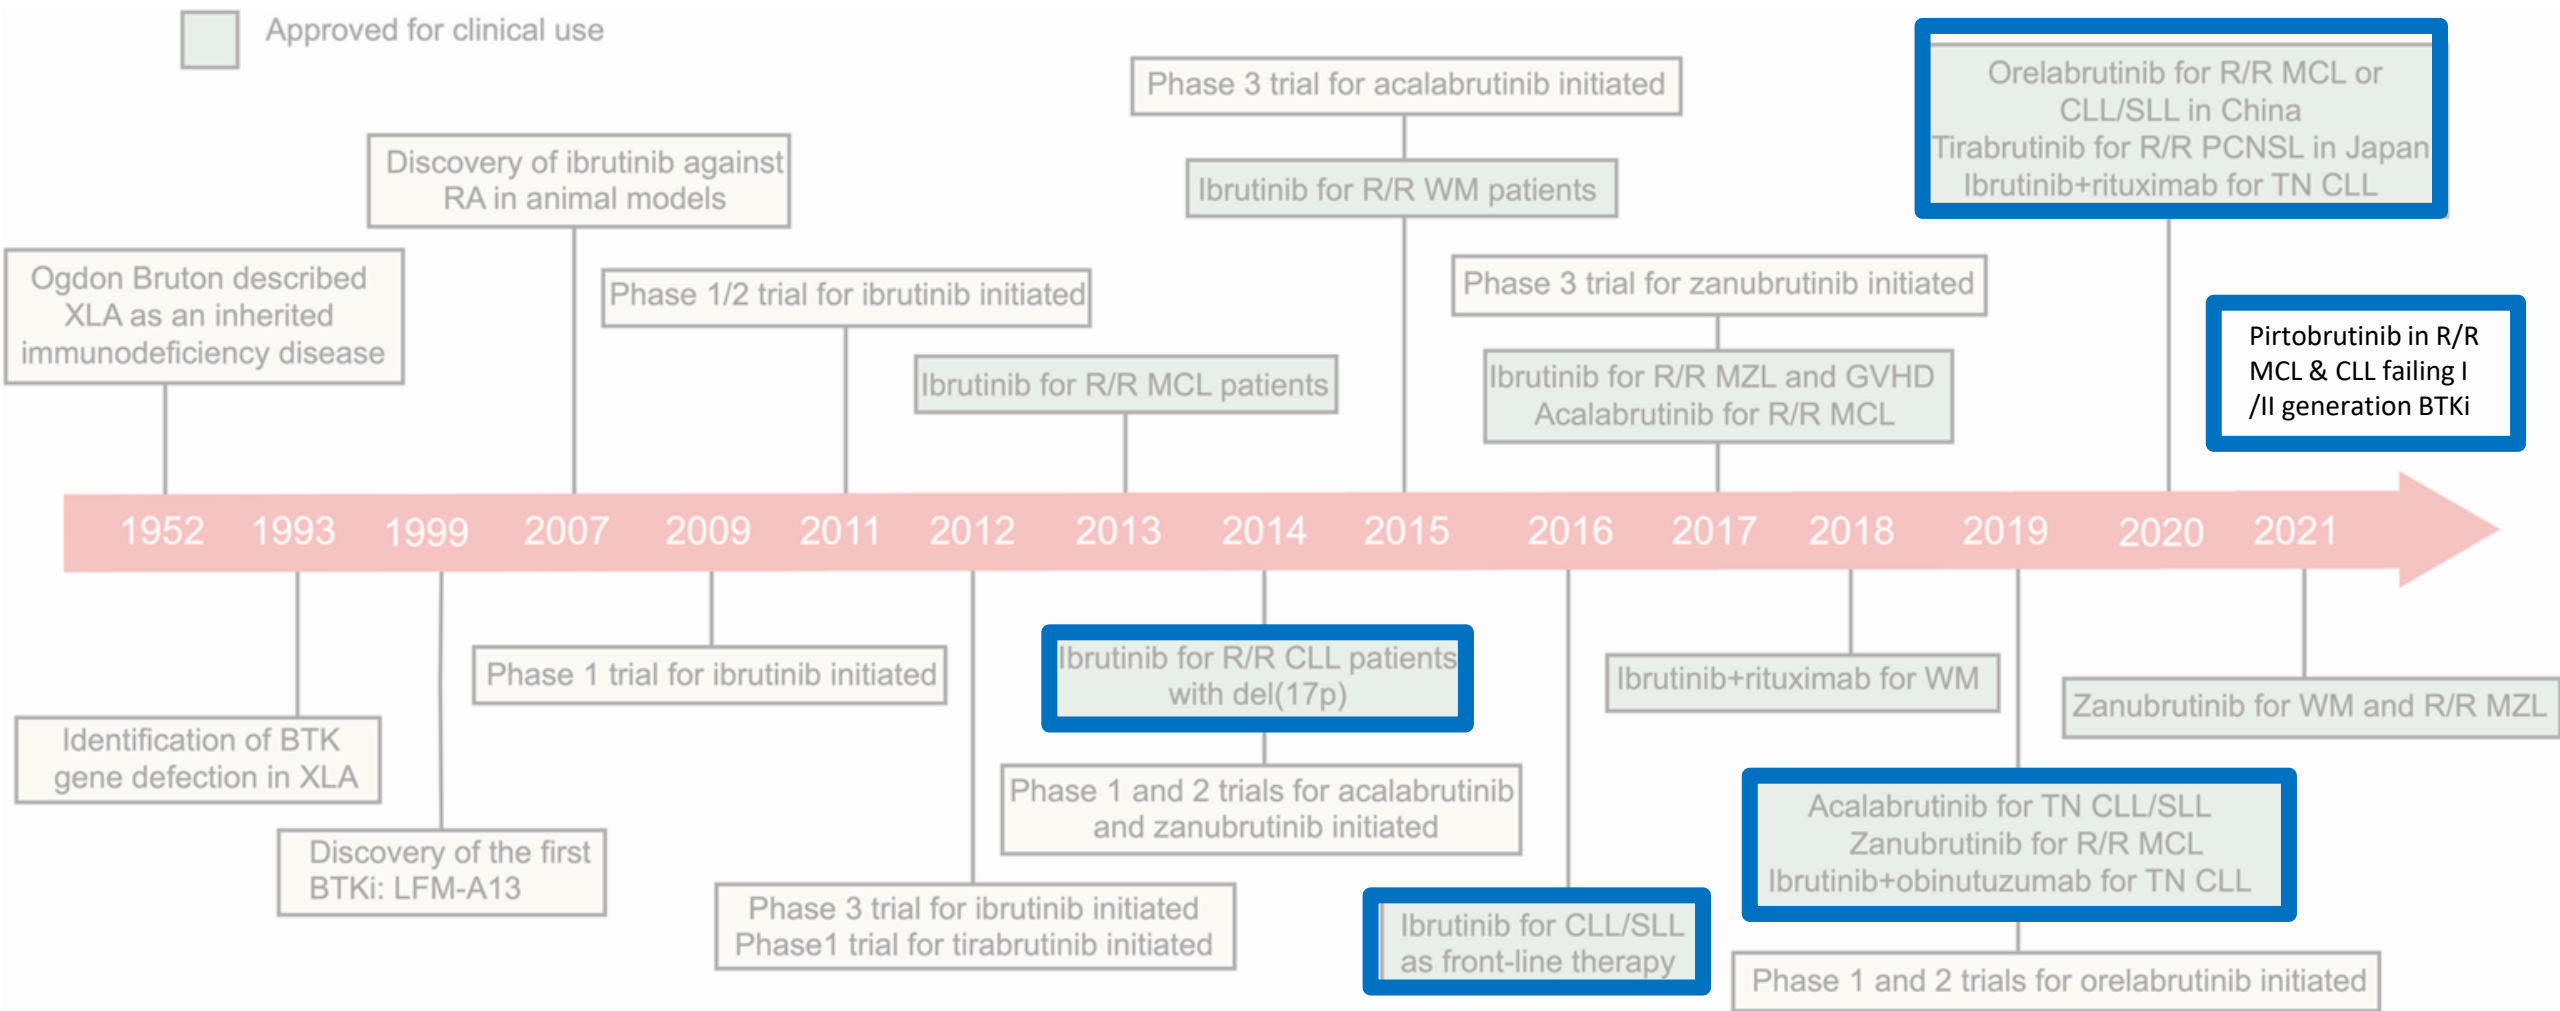 Approved for clinical use
Phase 3 trial for acalabrutinib initiated
Orelabrutinib for R/R MCL or
CLL/SLL in China
Tirabrutinib for R/R PCNSL in Japan
Ibrutinib+rituximab for TN CLL
Discovery of ibrutinib against
RA in animal models
Ibrutinib for R/R WM patients
Ogdon Bruton described
XLA as an inherited
immunodeficiency disease
Phase 1/2 trial for ibrutinib initiated
Phase 3 trial for zanubrutinib initiated
Ibrutinib for R/R MCL patients
Ibrutinib for R/R MZL and GVHD
Acalabrutinib for R/R MCL
Pirtobrutinib in R/R
MCL & CLL failing I
/II generation BTKi
1952 1993 1999 2007 2009 2011 2012 2013 2014 2015 2016 2017 2018 2019 2020 2021
Phase 1 trial for ibrutinib initiated
Ibrutinib for R/R CLL patients
with del(17p)
Ibrutinib+rituximab for WM
Zanubrutinib for WM and R/R MZL
Identification of BTK
gene defection in XLA
Phase 1 and 2 trials for acalabrutinib
and zanubrutinib initiated
Acalabrutinib for TN CLL/SLL
Zanubrutinib for R/R MCL
Ibrutinib+obinutuzumab for TN CLL
Discovery of the first
BTKi: LFM-A13
Phase 3 trial for ibrutinib initiated
Phase1 trial for tirabrutinib initiated
Ibrutinib for CLL/SLL
as front-line therapy
Phase 1 and 2 trials for orelabrutinib initiated